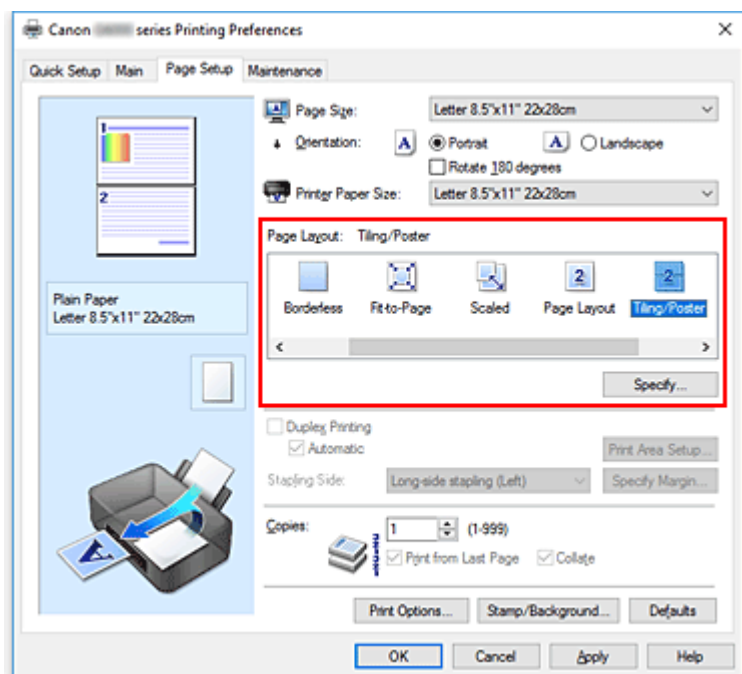 Canon series Printing Preferences
Quick Setup Main Page Setup Maintenance
1
2
Plain Paper
Letter 8.5"x11" 22x28cm
Page Size: Letter 8.5"x11" 22x28cm
Orientation: A Portrait A Landscape
Rotate 180 degrees
Printer Paper Size: Letter 8.5"x11" 22x28cm
Page Layout: Tiling/Poster
2 2
Borderless Fit-to-Page Scaled Page Layout Tiling/Poster
Specify...
Duplex Printing
Automatic Print Area Setup...
Stapling Side: Long-side stapling (Left) Specify Margin...
Copies: 1 (1-999)
Print from Last Page Collate
A
Print Options... Stamp/Background... Defaults
OK Cancel Apply Help